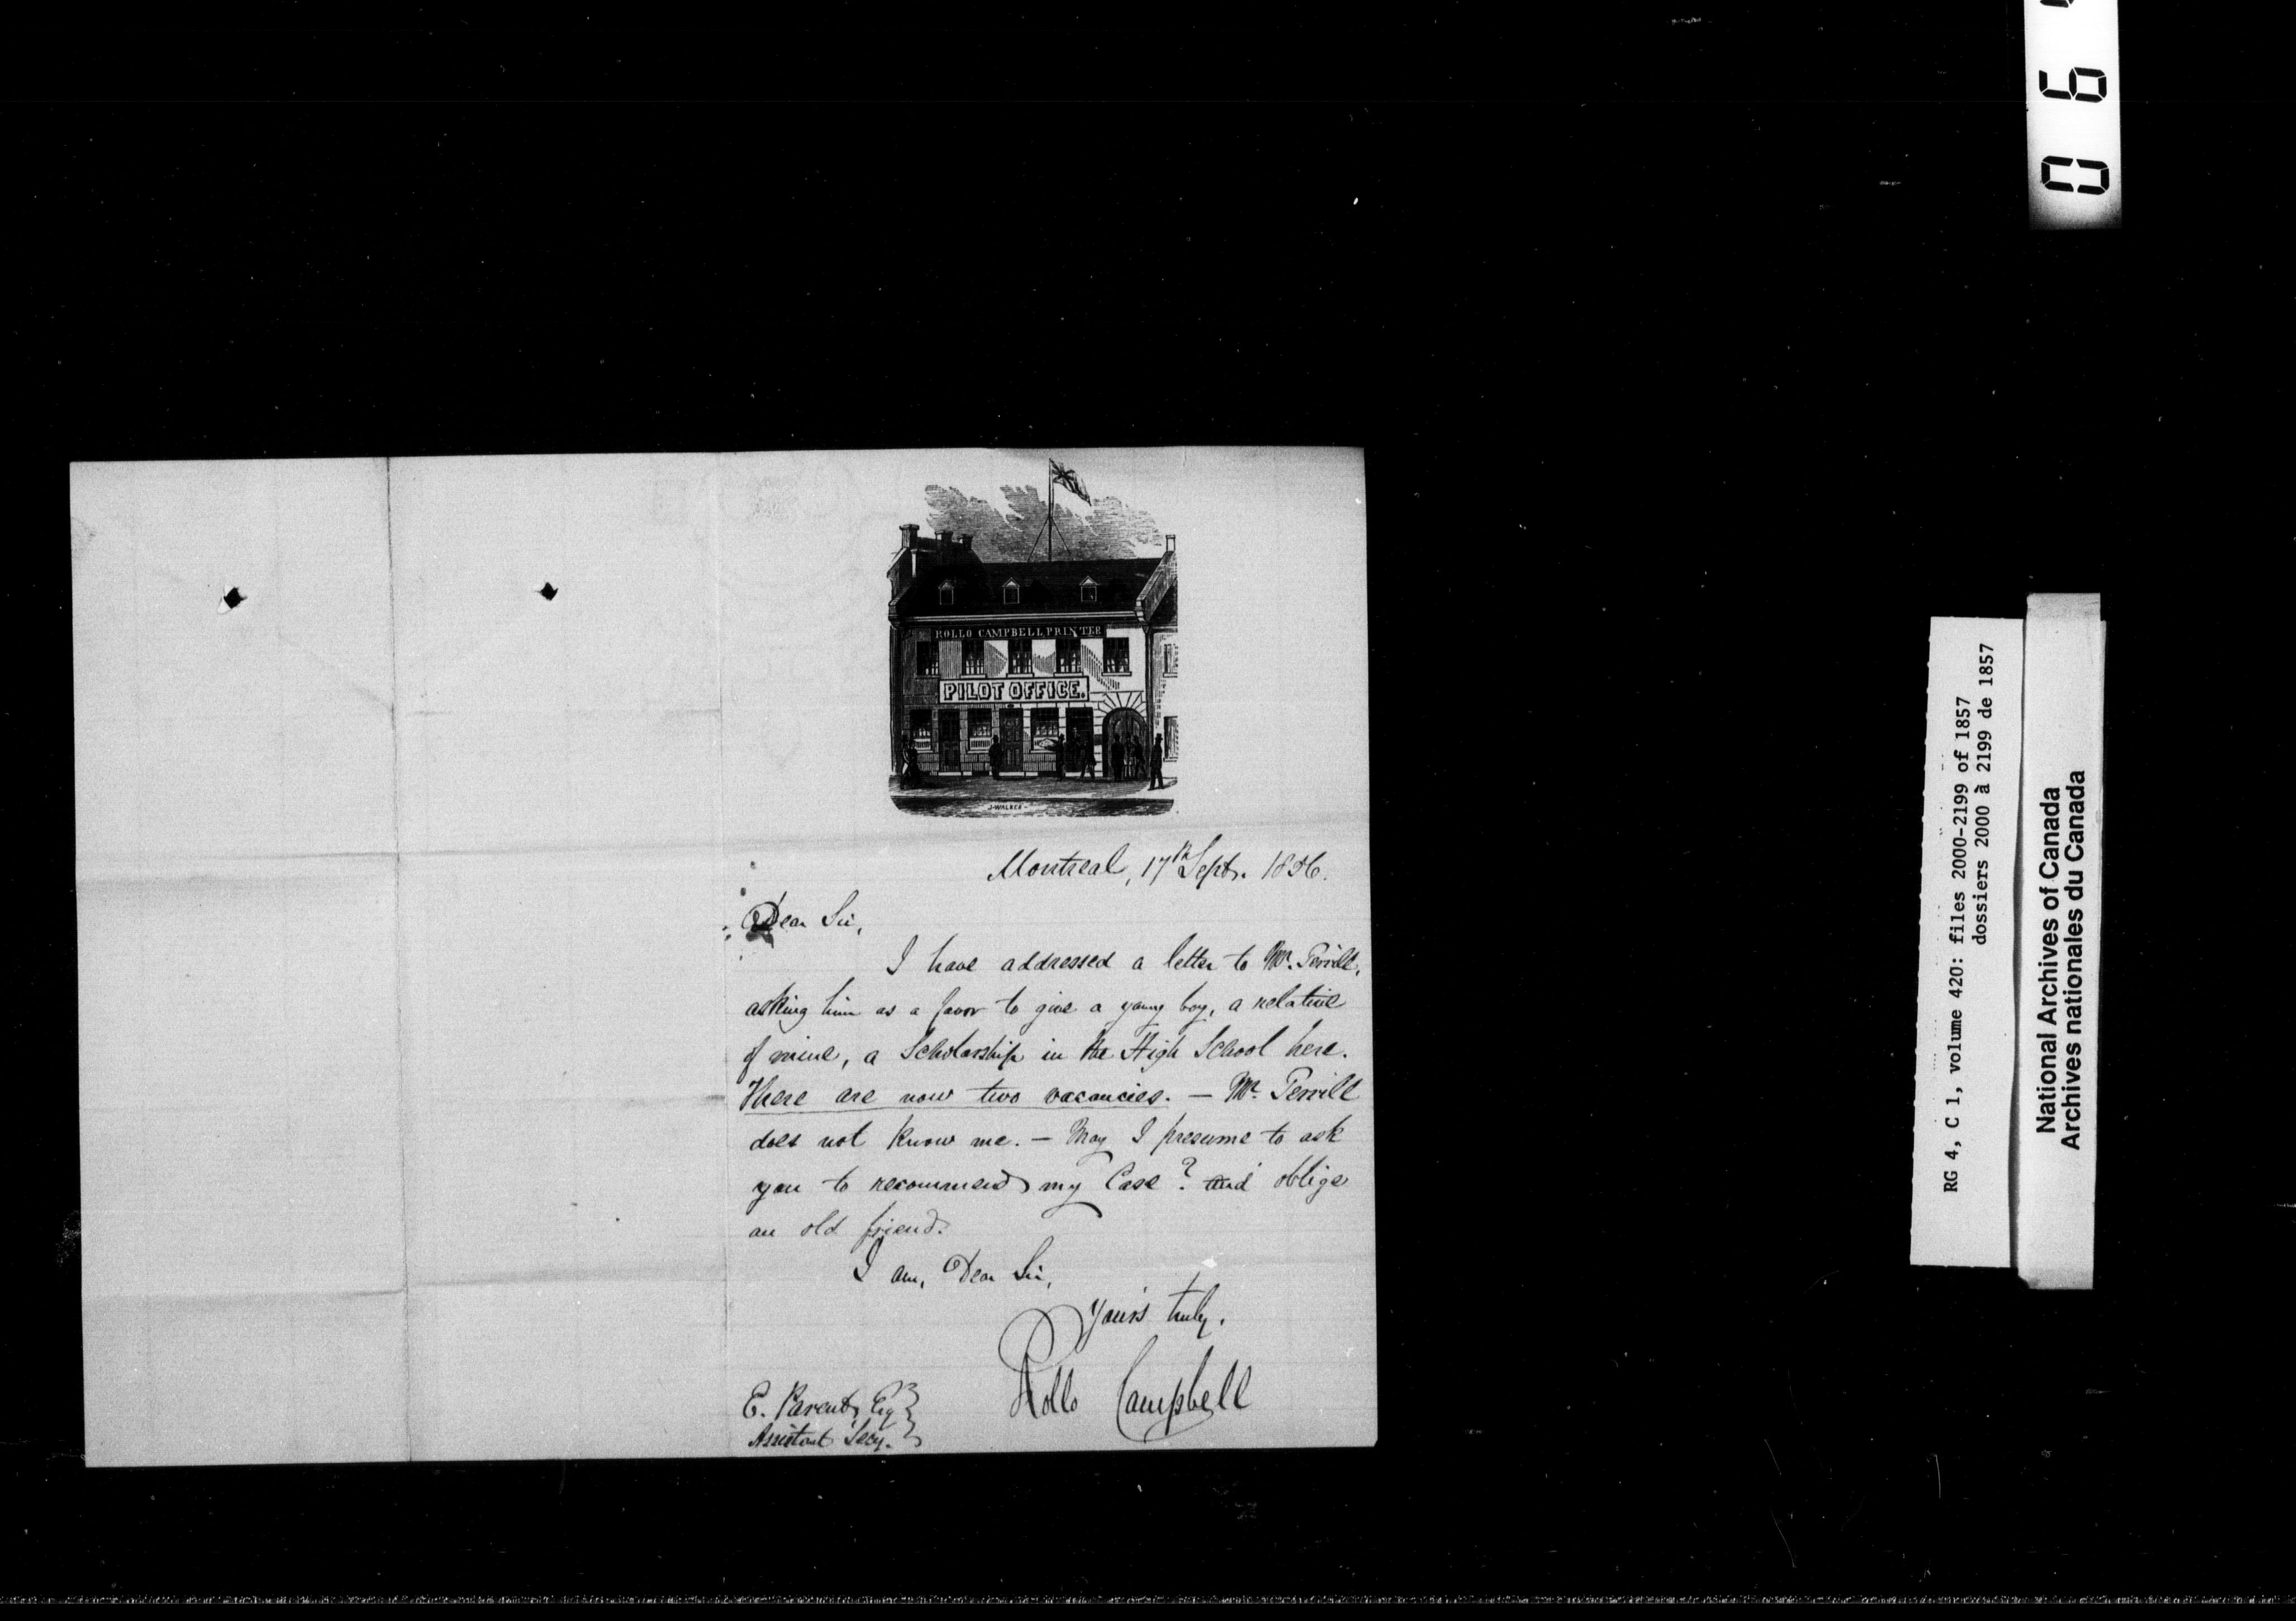 ROLLO CAMPBELL, PRINTER
PILOT OFFICE.
J. WALKER
Montreal, 17th Septr. 1856.
Dear Sir,
I have addressed a letter to Mr. Terrill,
asking him as a favor to give a young boy, a relative
of mine, a Scholarship in the High School here.
There are now two vacancies. — Mr. Terrill
does not know me. — May I presume to ask
you to recommend my Case? and oblige
an old friend.
I am, Dear Sir,
Yours truly,
Rollo Campbell
E. Parent, Esq
Assistant Secy.
0 6
RG 4, C 1, volume 420: files 2000-2199 of 1857
dossiers 2000 à 2199 de 1857
National Archives of Canada
Archives nationales du Canada